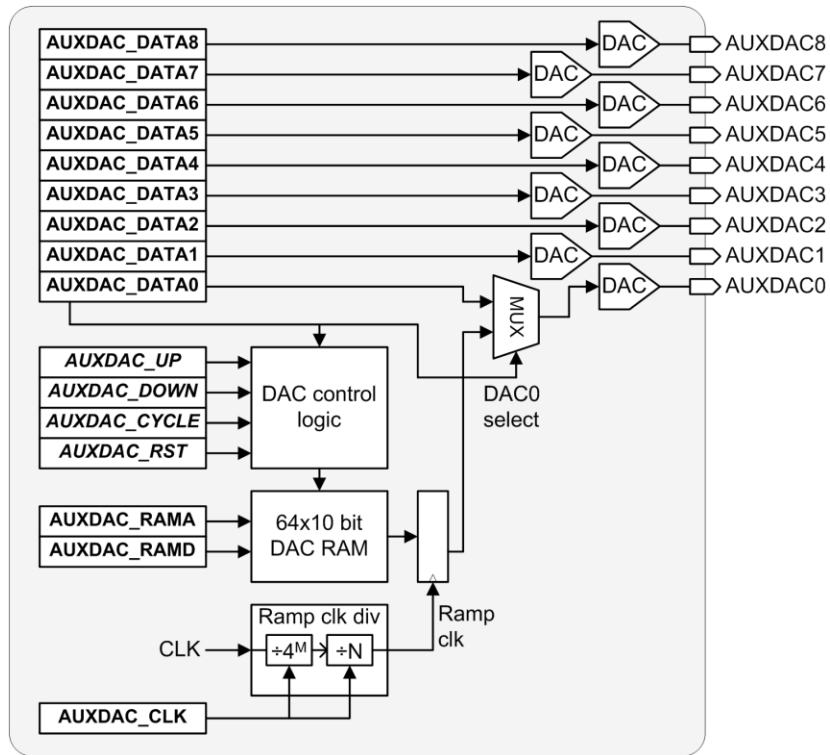 AUXDAC_DATA8 DAC AUXDAC8
AUXDAC_DATA7 DAC AUXDAC7
AUXDAC_DATA6 DAC AUXDAC6
AUXDAC_DATA5 DAC AUXDAC5
AUXDAC_DATA4 DAC AUXDAC4
AUXDAC_DATA3 DAC AUXDAC3
AUXDAC_DATA2 DAC AUXDAC2
AUXDAC_DATA1 DAC AUXDAC1
AUXDAC_DATA0 DAC AUXDAC0
MUX
AUXDAC_UP
AUXDAC_DOWN
AUXDAC_CYCLE
AUXDAC_RST
DAC control
logic
DAC0
select
AUXDAC_RAMA
AUXDAC_RAMD
64x10 bit
DAC RAM
Ramp clk div
Ramp
clk
CLK
÷4ᴹ
÷N
AUXDAC_CLK